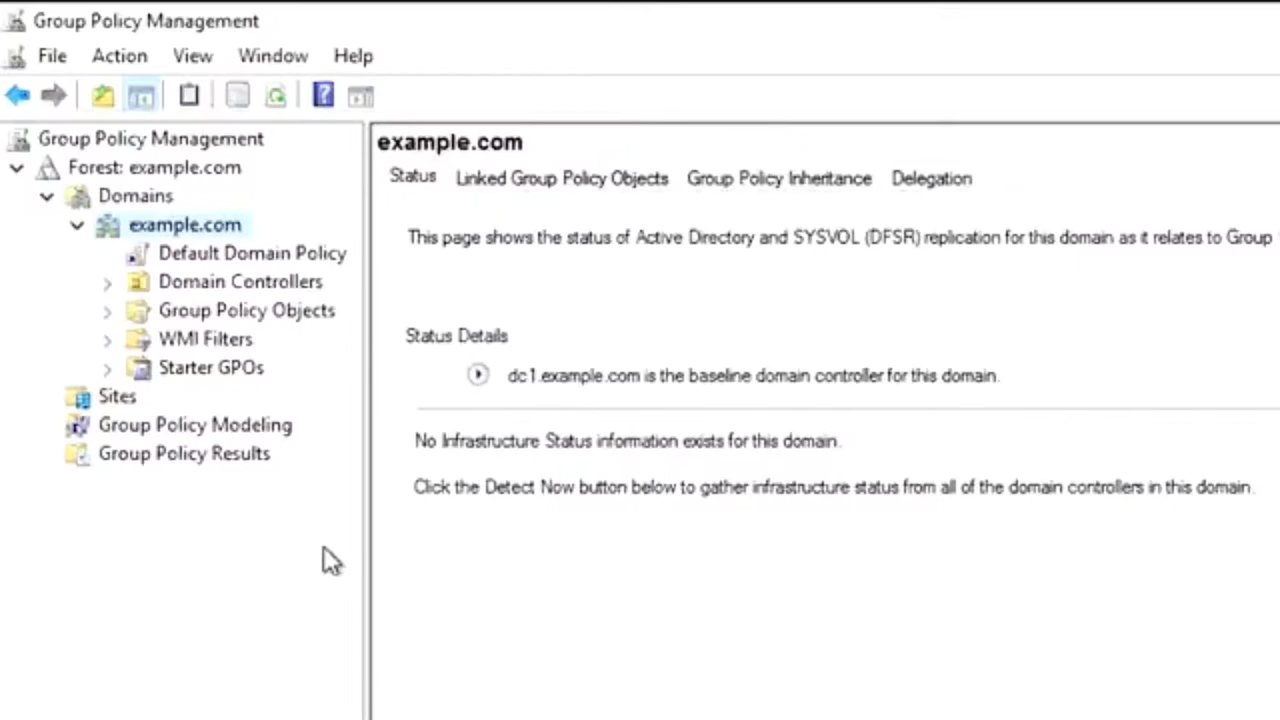 Group Policy Management
File Action View Window Help
Group Policy Management
Forest: example.com
Domains
example.com
Default Domain Policy
Domain Controllers
Group Policy Objects
WMI Filters
Starter GPOs
Sites
Group Policy Modeling
Group Policy Results
example.com
Status Linked Group Policy Objects Group Policy Inheritance Delegation
This page shows the status of Active Directory and SYSVOL (DFSR) replication for this domain as it relates to Group
Status Details
dc1.example.com is the baseline domain controller for this domain.
No Infrastructure Status information exists for this domain.
Click the Detect Now button below to gather infrastructure status from all of the domain controllers in this domain.